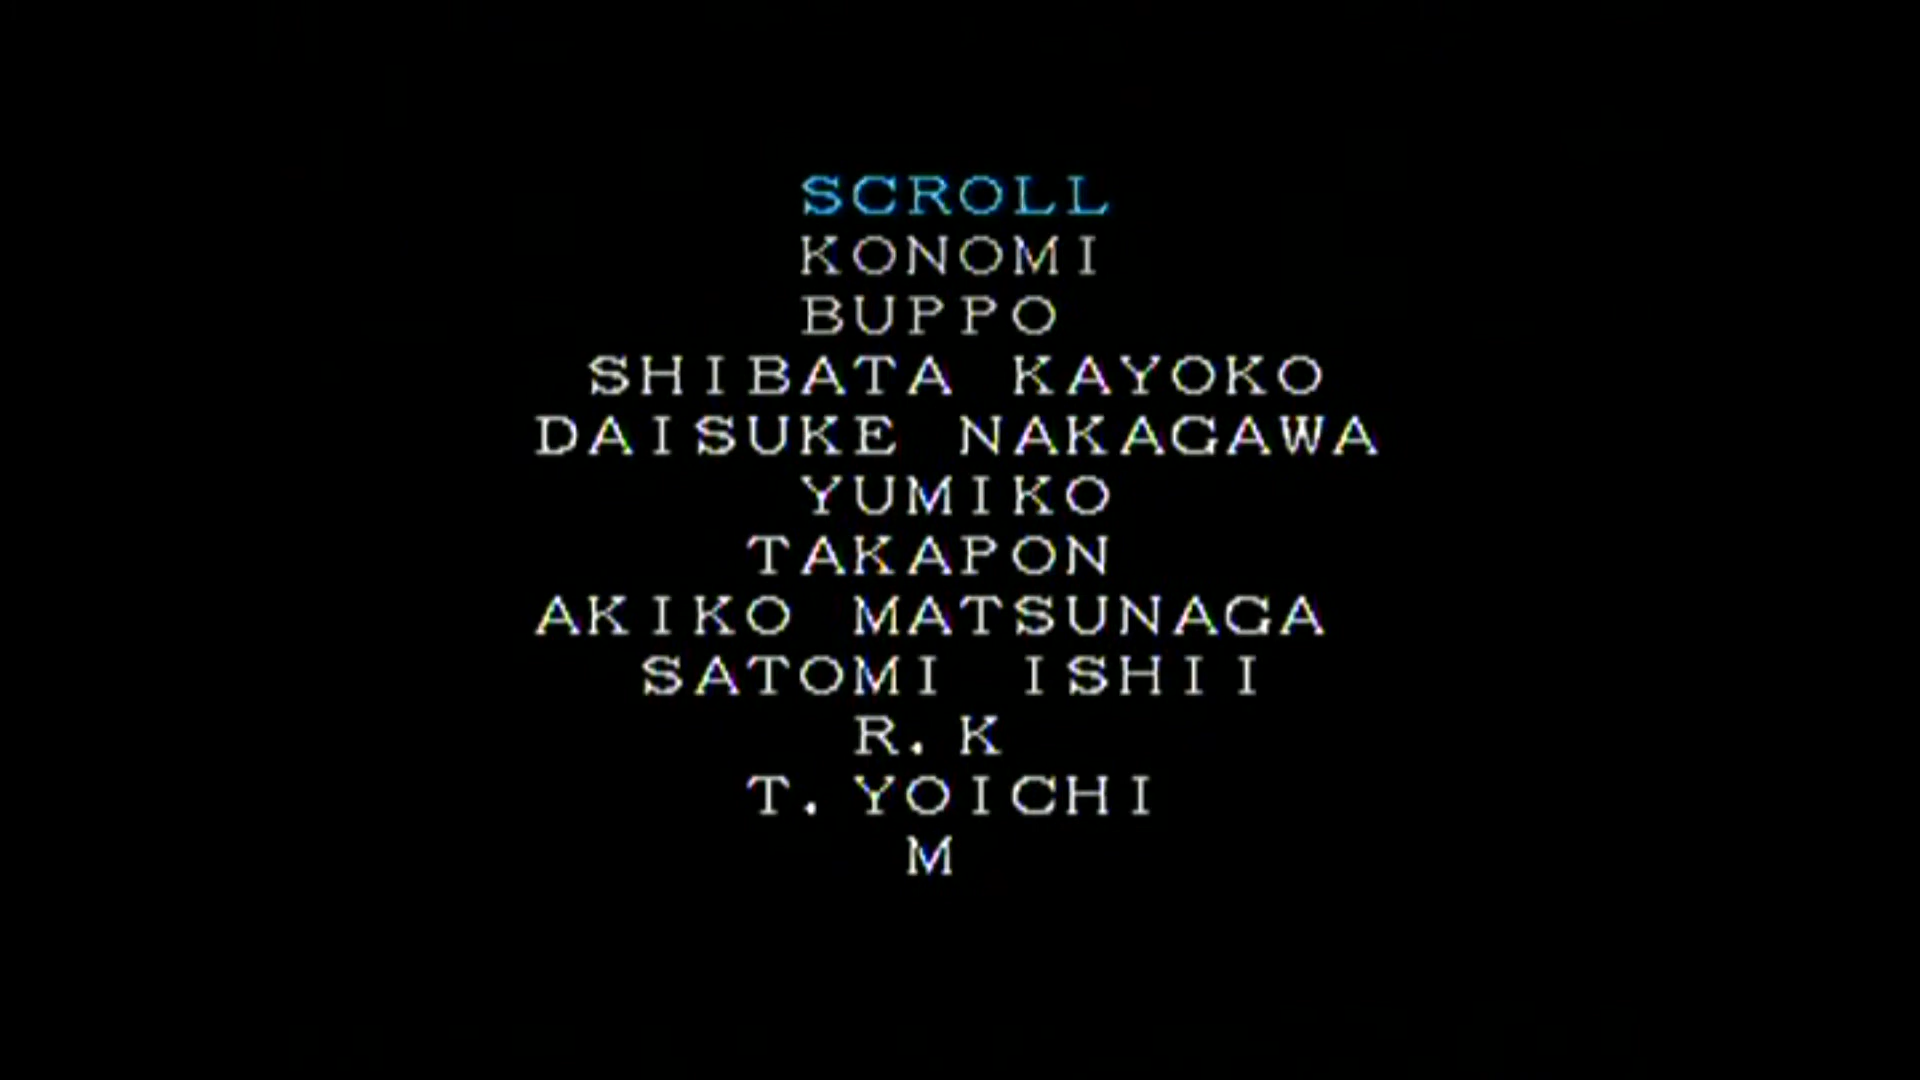 SCROLL
KONOMI
BUPPO
SHIBATA KAYOKO
DAISUKE NAKAGAWA
YUMIKO
TAKAPON
AKIKO MATSUNAGA
SATOMI ISHII
R.K
T.YOICHI
M